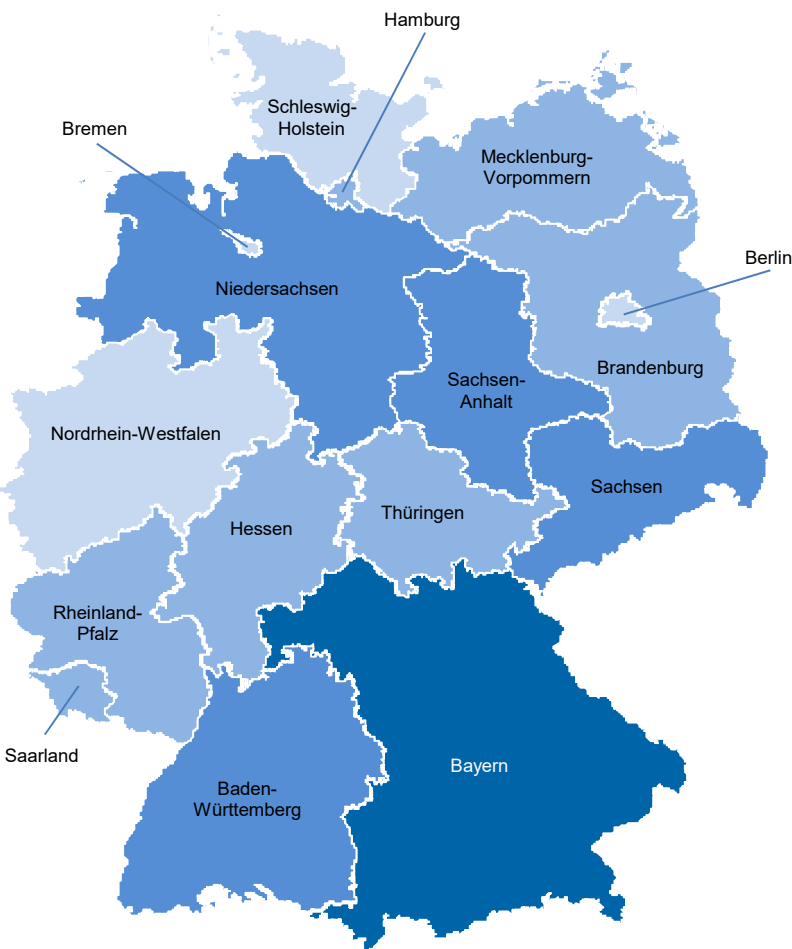 Hamburg
Schleswig-
Holstein
Bremen
Mecklenburg-
Vorpommern
Berlin
Niedersachsen
Brandenburg
Sachsen-
Anhalt
Nordrhein-Westfalen
Sachsen
Thüringen
Hessen
Rheinland-
Pfalz
Saarland
Bayern
Baden-
Württemberg